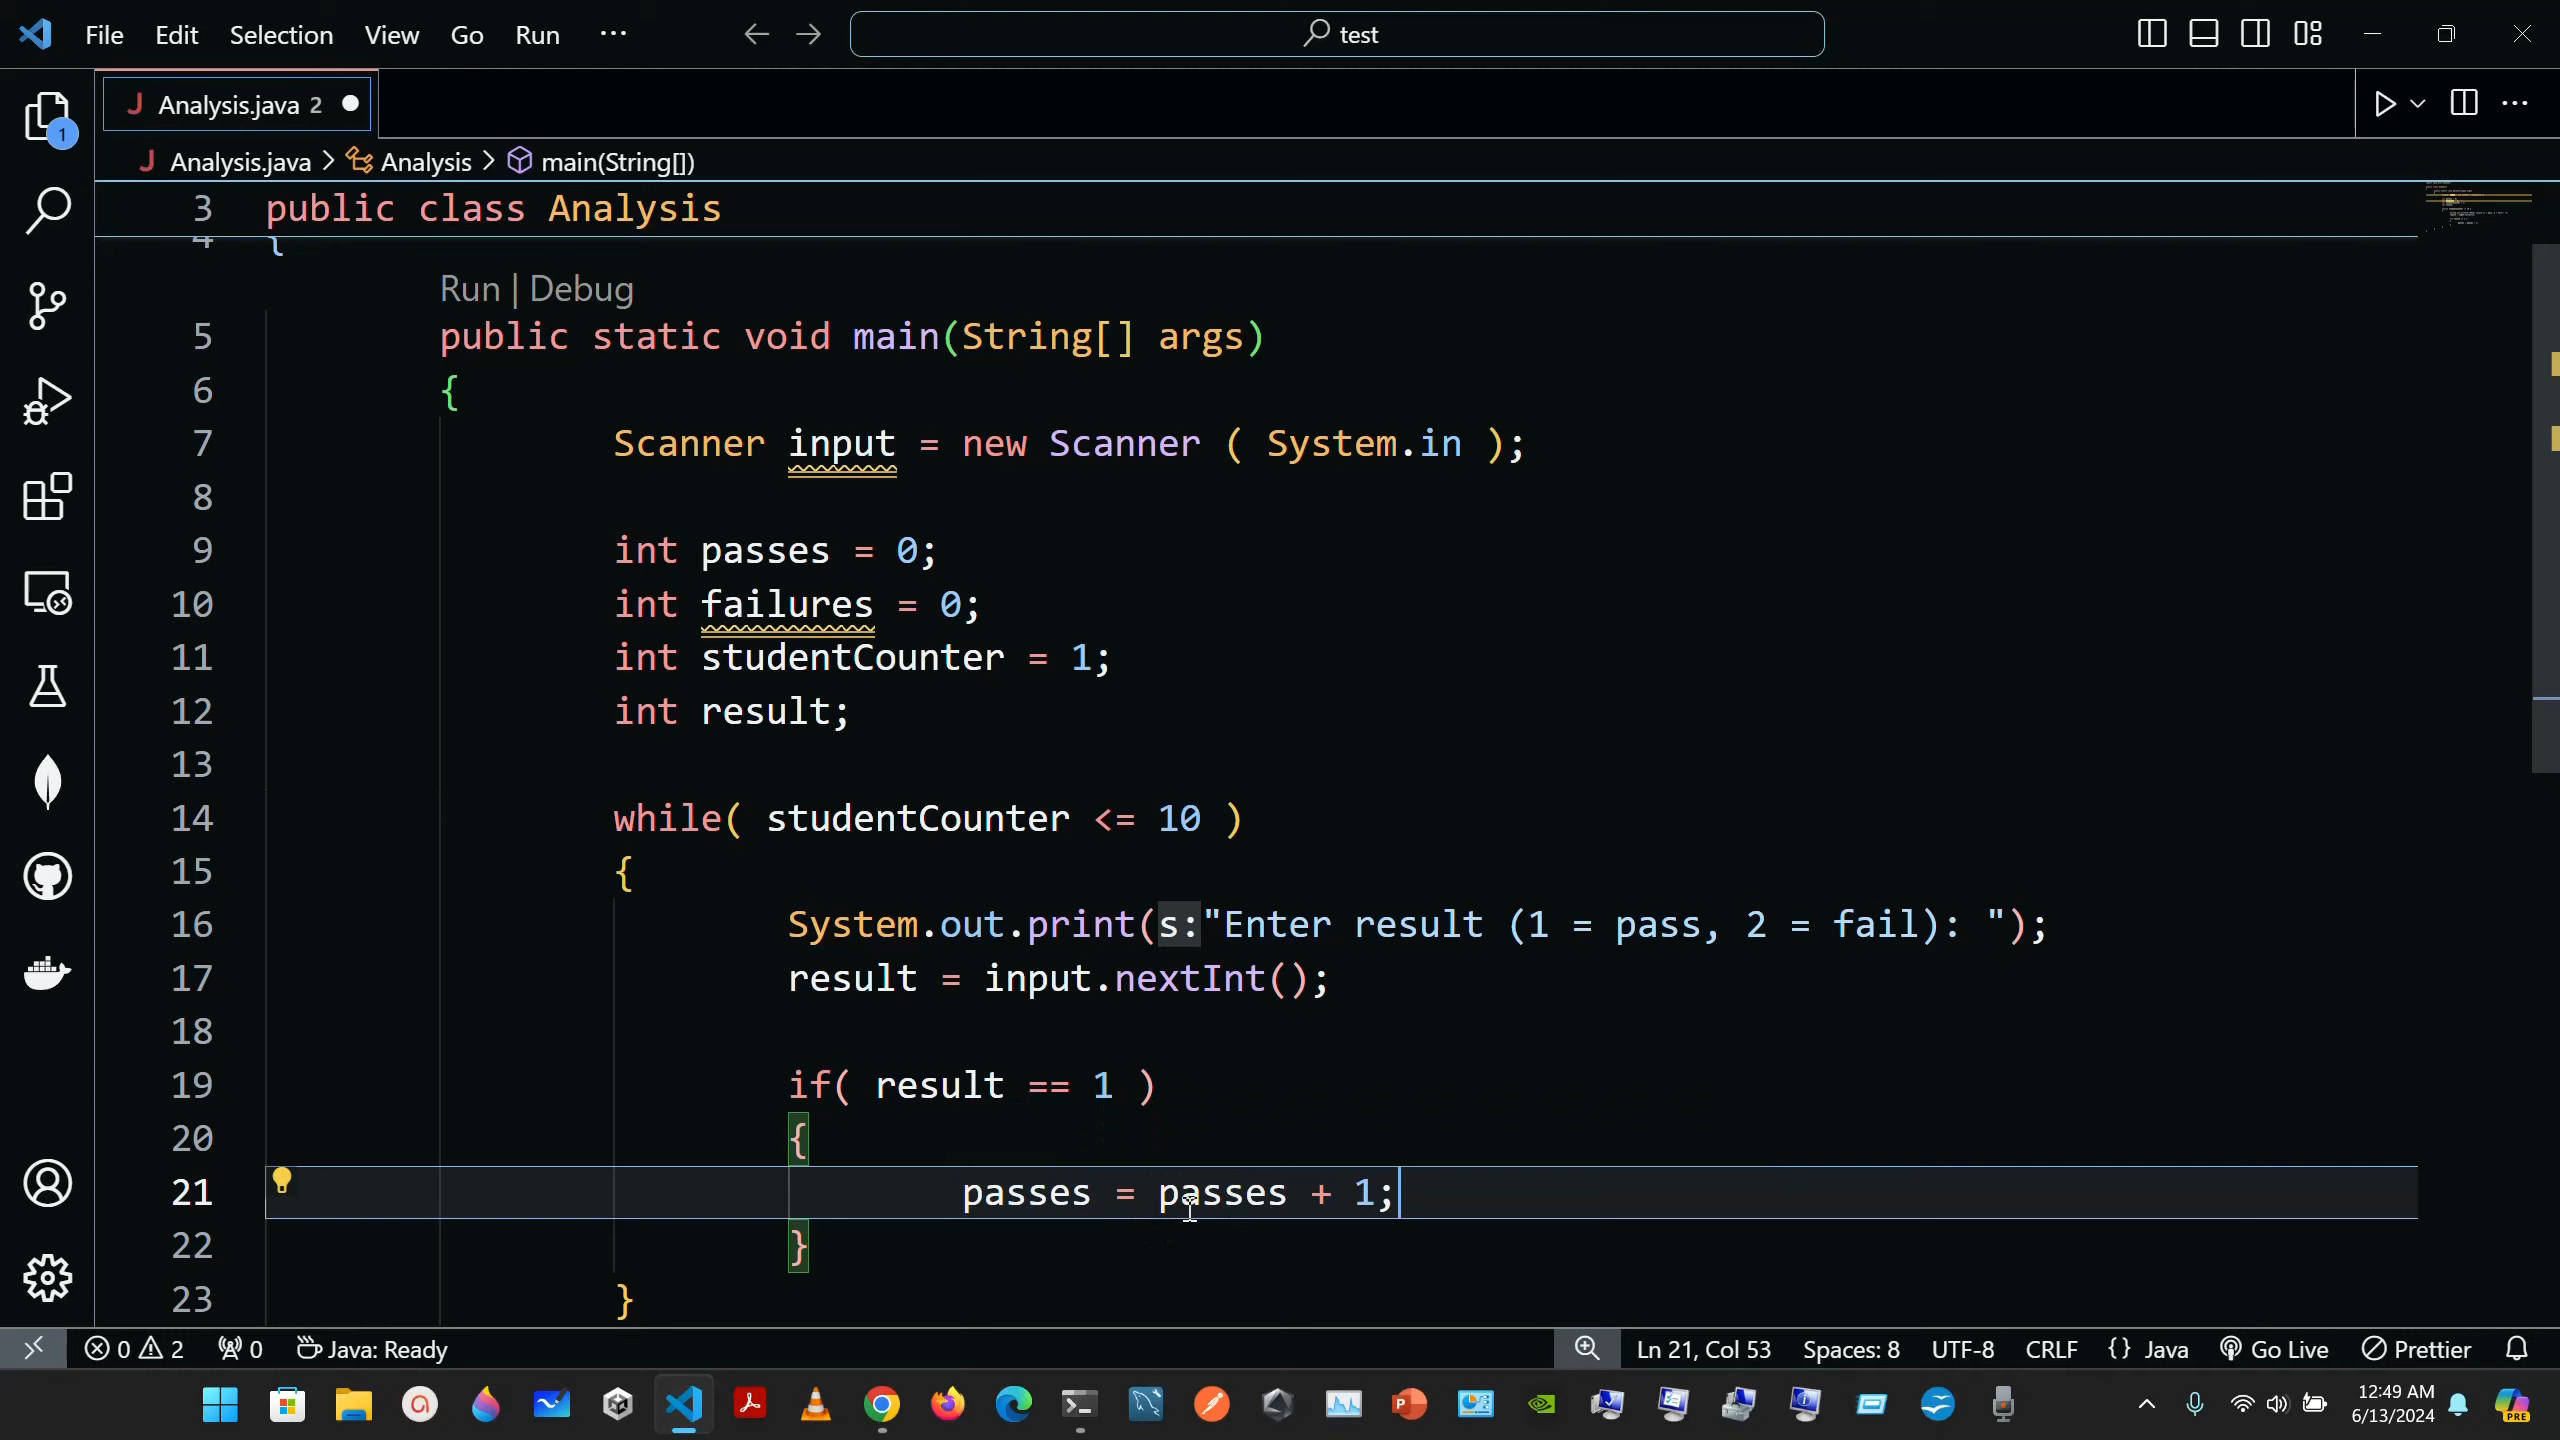 File Edit Selection View Go Run ··· test
J Analysis.java 2
J Analysis.java > Analysis > main(String[])
3 public class Analysis
4 {
Run | Debug
5 public static void main(String[] args)
6 {
7 Scanner input = new Scanner ( System.in );
8
9 int passes = 0;
10 int failures = 0;
11 int studentCounter = 1;
12 int result;
13
14 while( studentCounter <= 10 )
15 {
16 System.out.print(s:"Enter result (1 = pass, 2 = fail): ");
17 result = input.nextInt();
18
19 if( result == 1 )
20 {
21 passes = passes + 1;
22 }
23 }
0 2 0 Java: Ready Ln 21, Col 53 Spaces: 8 UTF-8 CRLF {} Java Go Live Prettier
12:49 AM
6/13/2024
1
PRE